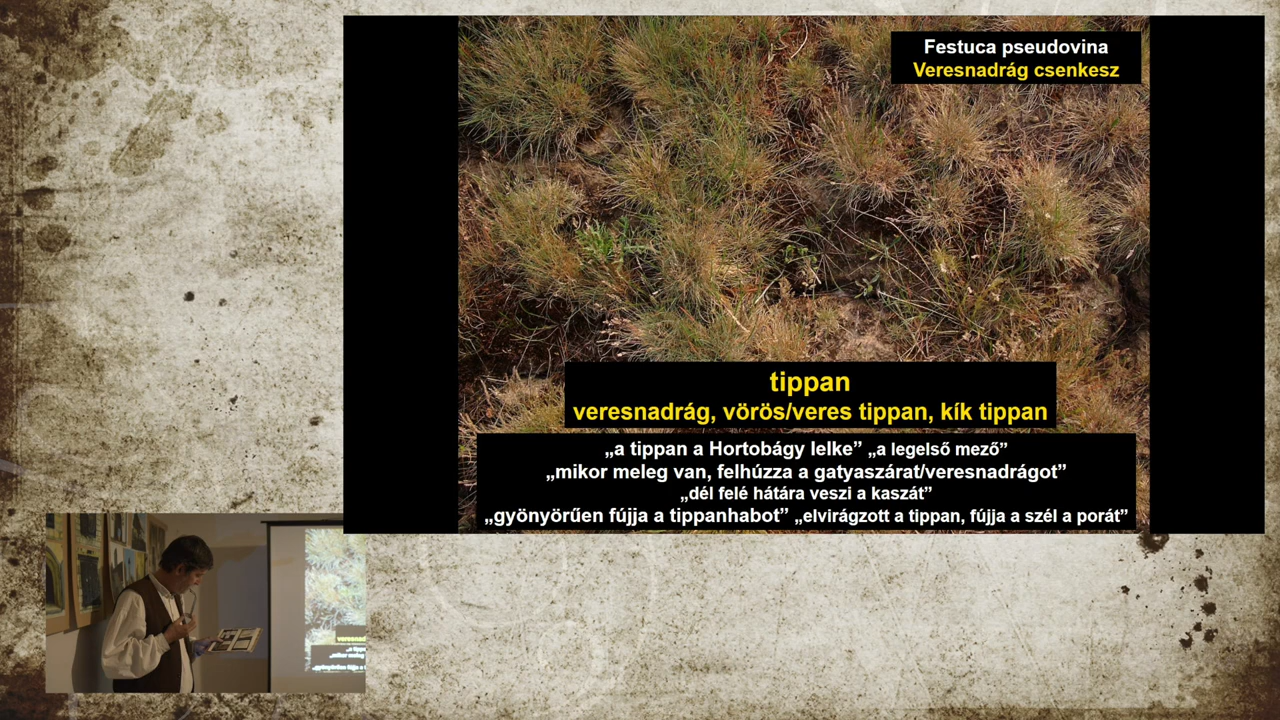 Festuca pseudovina
Veresnadrág csenkesz
tippan
veresnadrág, vörös/veres tippan, kík tippan
„a tippan a Hortobágy lelke” „a legelső mező”
„mikor meleg van, felhúzza a gatyaszárat/veresnadrágot”
„dél felé hátára veszi a kaszát”
„gyönyörűen fújja a tippanhabot” „elvirágzott a tippan, fújja a szél a porát”
veresnad